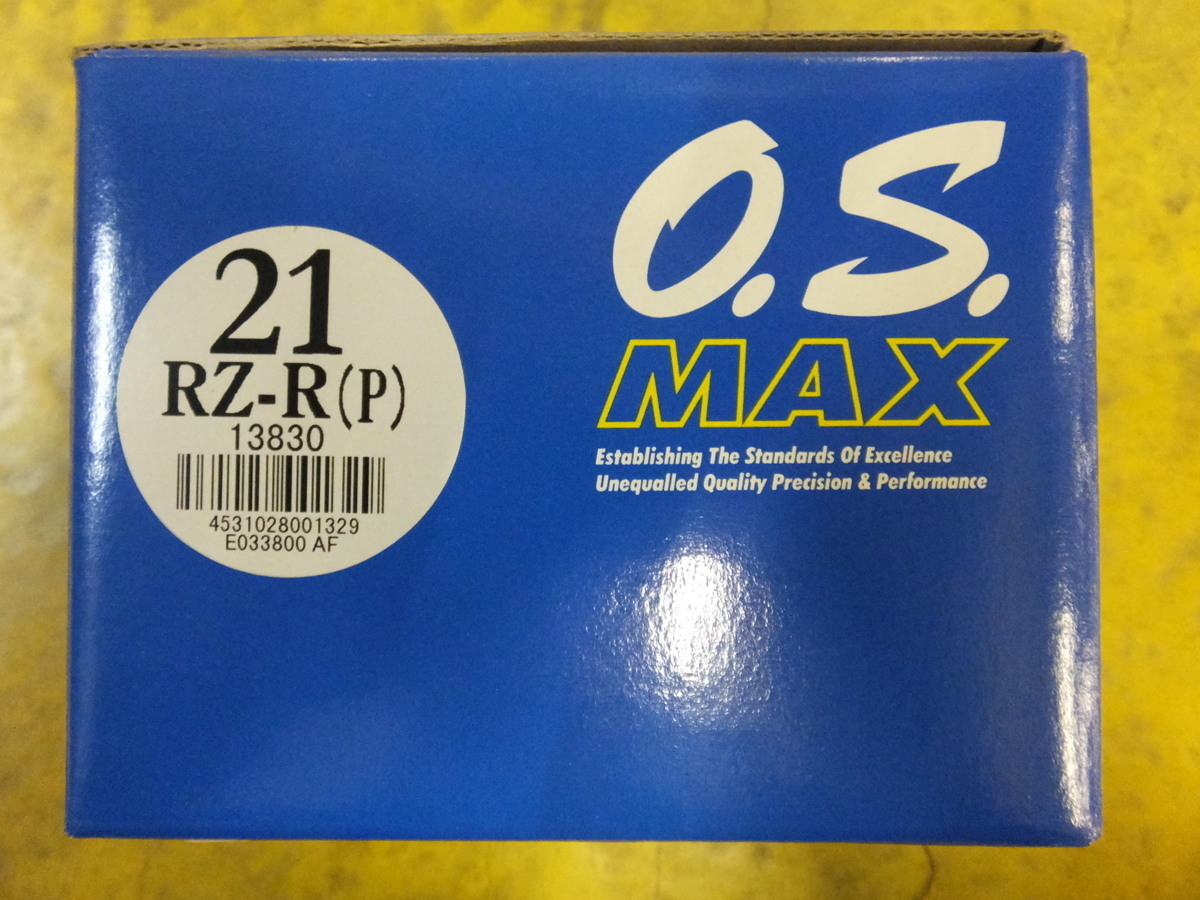 21
RZ-R(P)
13830
4531028001329
E033800 AF
O.S.
MAX
Establishing The Standards Of Excellence
Unequalled Quality Precision & Performance